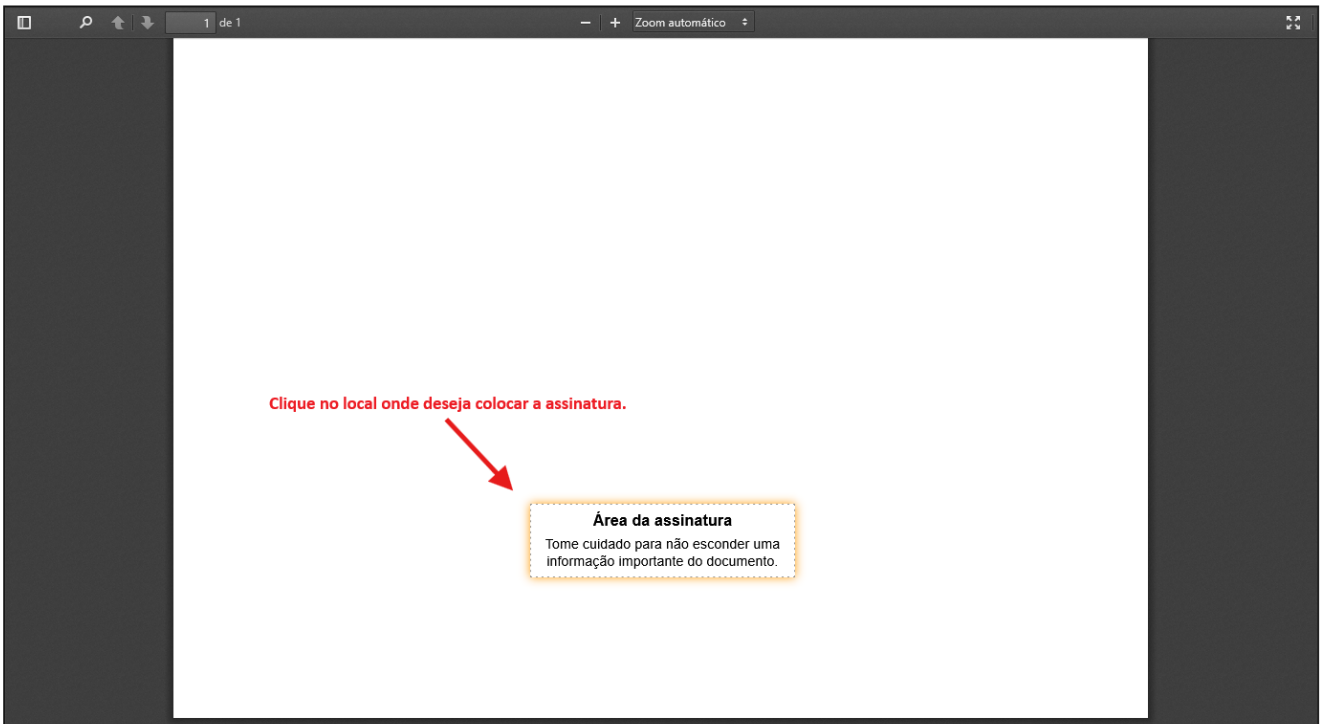 1 de 1 Zoom automático
Clique no local onde deseja colocar a assinatura.
Área da assinatura
Tome cuidado para não esconder uma
informação importante do documento.